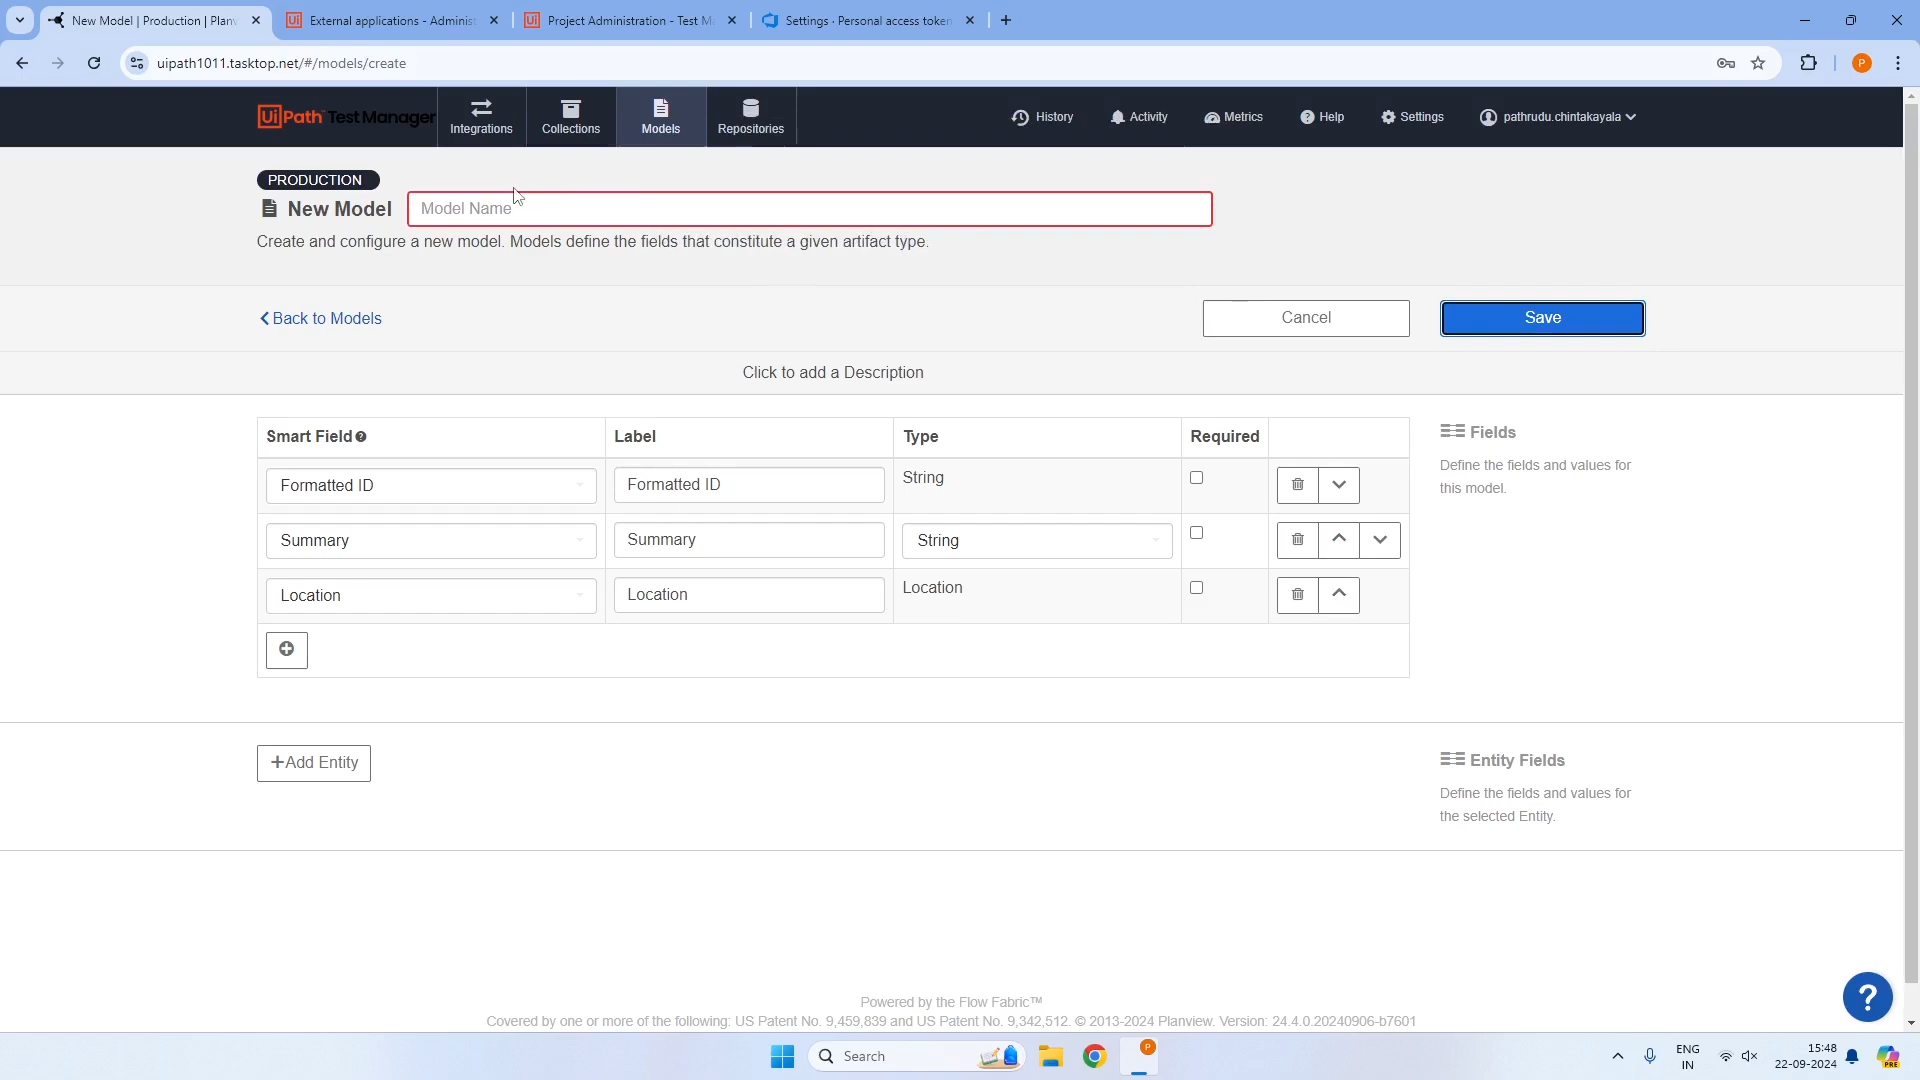 New Model | Production | Planv
External applications - Administ
Project Administration - Test M
Settings · Personal access token
uipath1011.tasktop.net/#/models/create
P
UiPath Test Manager
Integrations
Collections
Models
Repositories
History
Activity
Metrics
Help
Settings
pathrudu.chintakayala
PRODUCTION
New Model
Model Name
Create and configure a new model. Models define the fields that constitute a given artifact type.
Back to Models
Cancel
Save
Click to add a Description
Smart Field
Label
Type
Required
Formatted ID
Formatted ID
String
Summary
Summary
String
Location
Location
Location
Fields
Define the fields and values for
this model.
+Add Entity
Entity Fields
Define the fields and values for
the selected Entity.
Powered by the Flow Fabric™
Covered by one or more of the following: US Patent No. 9,459,839 and US Patent No. 9,342,512. © 2013-2024 Planview. Version: 24.4.0.20240906-b7601
Search
P
ENG
IN
15:48
22-09-2024
PRE